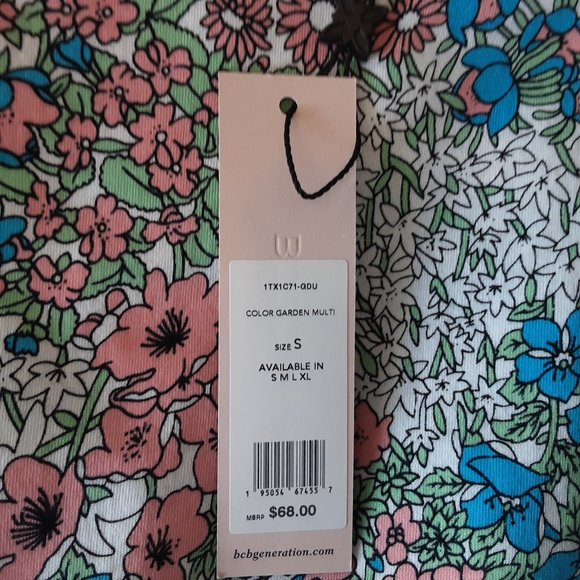 B
1TX1C71-GDU
COLOR GARDEN MULTI
SIZE S
AVAILABLE IN
S M L XL
1 95054 67455 7
MSRP $68.00
bcbgeneration.com